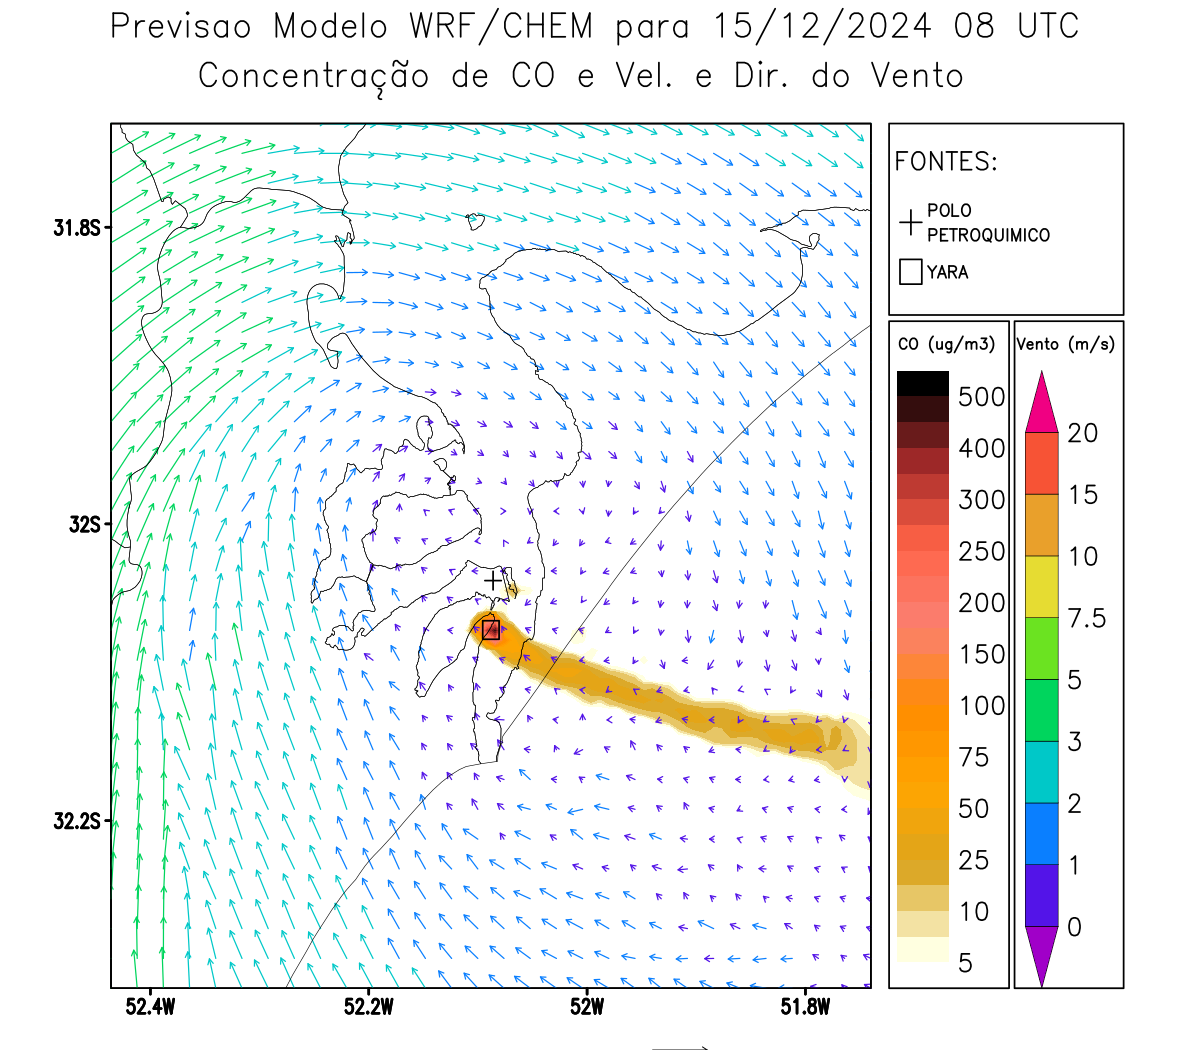 Previsao Modelo WRF/CHEM para 15/12/2024 08 UTC
Concentração de CO e Vel. e Dir. do Vento
FONTES:
POLO
PETROQUIMICO
YARA
CO (ug/m3)
500
400
300
250
200
150
100
75
50
25
10
5
Vento (m/s)
20
15
10
7.5
5
3
2
1
0
31.8S
32S
32.2S
52.4W
52.2W
52W
51.8W